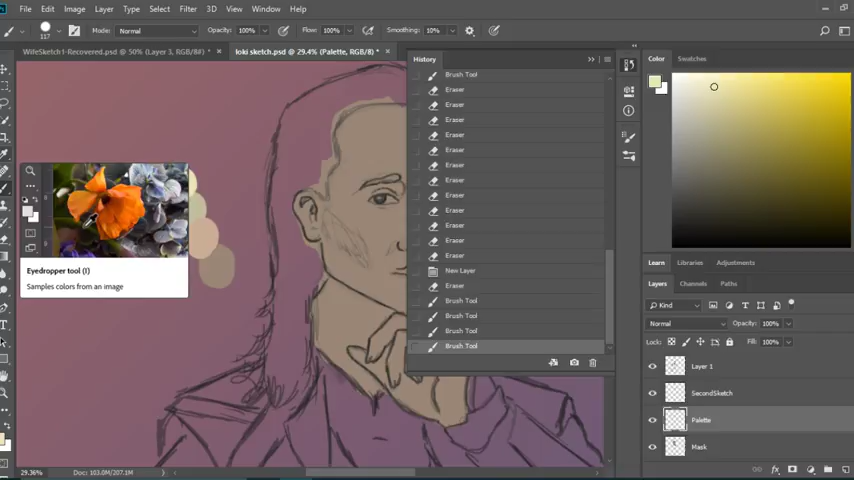 Ps File Edit Image Layer Type Select Filter 3D View Window Help
117 Mode: Normal Opacity: 100% Flow: 100% Smoothing: 10%
WifeSketch1-Recovered.psd @ 50% (Layer 3, RGB/8#) * × loki sketch.psd @ 29.4% (Palette, RGB/8) * ×
History
Brush Tool
Eraser
Eraser
Eraser
Eraser
Eraser
Eraser
Eraser
Eraser
Eraser
Eraser
Eraser
Eraser
New Layer
Eraser
Brush Tool
Brush Tool
Brush Tool
Brush Tool
Eyedropper tool (I)
Samples colors from an image
Color Swatches
Learn Libraries Adjustments
Layers Channels Paths
Kind
Normal Opacity: 100%
Lock: Fill: 100%
Layer 1
SecondSketch
Palette
Mask
fx
29.36% Doc: 103.0M/207.1M